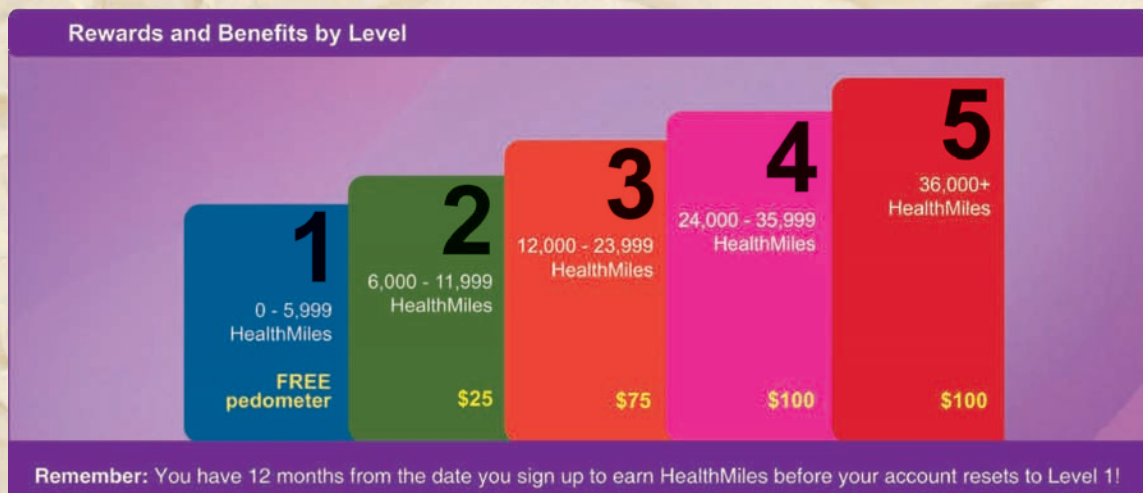 Rewards and Benefits by Level
1
0 - 5,999
HealthMiles
FREE
pedometer
2
6,000 - 11,999
HealthMiles
$25
3
12,000 - 23,999
HealthMiles
$75
4
24,000 - 35,999
HealthMiles
$100
5
36,000+
HealthMiles
$100
Remember: You have 12 months from the date you sign up to earn HealthMiles before your account resets to Level 1!